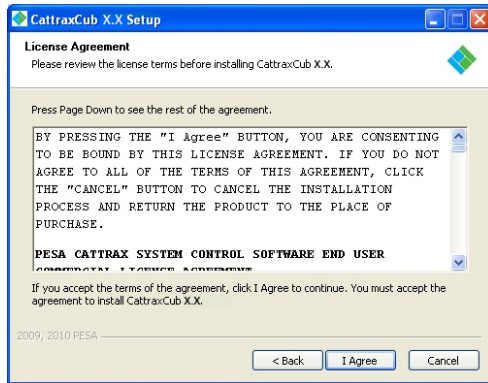 CattraxCub X.X Setup
License Agreement
Please review the license terms before installing CattraxCub X.X.
Press Page Down to see the rest of the agreement.
BY PRESSING THE "I Agree" BUTTON, YOU ARE CONSENTING
TO BE BOUND BY THIS LICENSE AGREEMENT. IF YOU DO NOT
AGREE TO ALL OF THE TERMS OF THIS AGREEMENT, CLICK
THE "CANCEL" BUTTON TO CANCEL THE INSTALLATION
PROCESS AND RETURN THE PRODUCT TO THE PLACE OF
PURCHASE.
PESA CATTRAX SYSTEM CONTROL SOFTWARE END USER
COMMERCIAL LICENSE AGREEMENT
If you accept the terms of the agreement, click I Agree to continue. You must accept the
agreement to install CattraxCub X.X.
2009, 2010 PESA
< Back I Agree Cancel